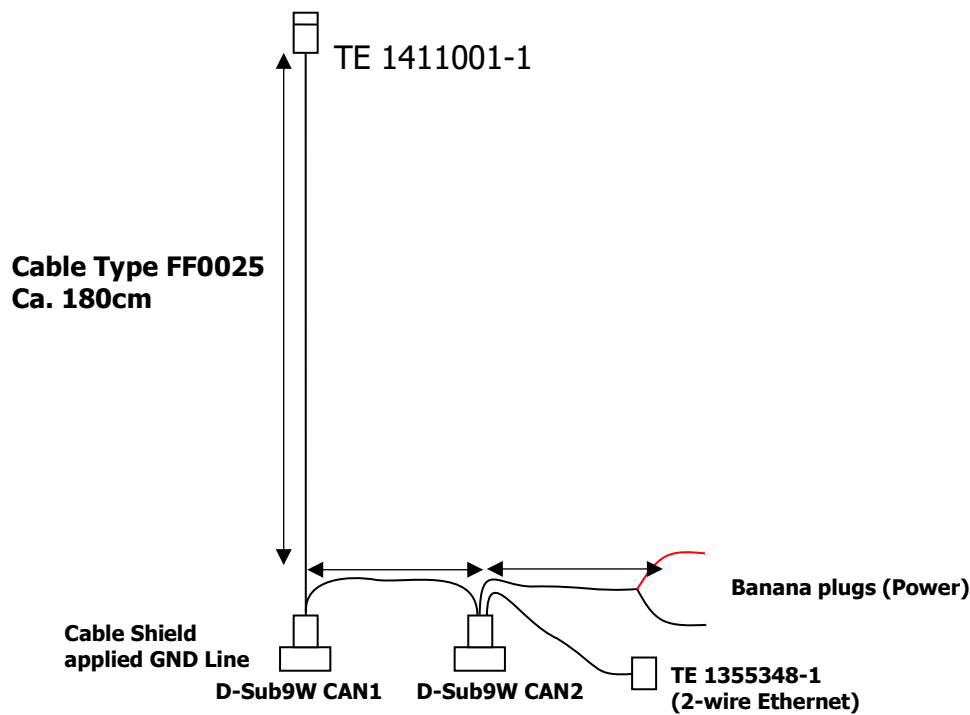 TE 1411001-1
Cable Type FF0025
Ca. 180cm
Banana plugs (Power)
Cable Shield
applied GND Line
D-Sub9W CAN1
D-Sub9W CAN2
TE 1355348-1
(2-wire Ethernet)